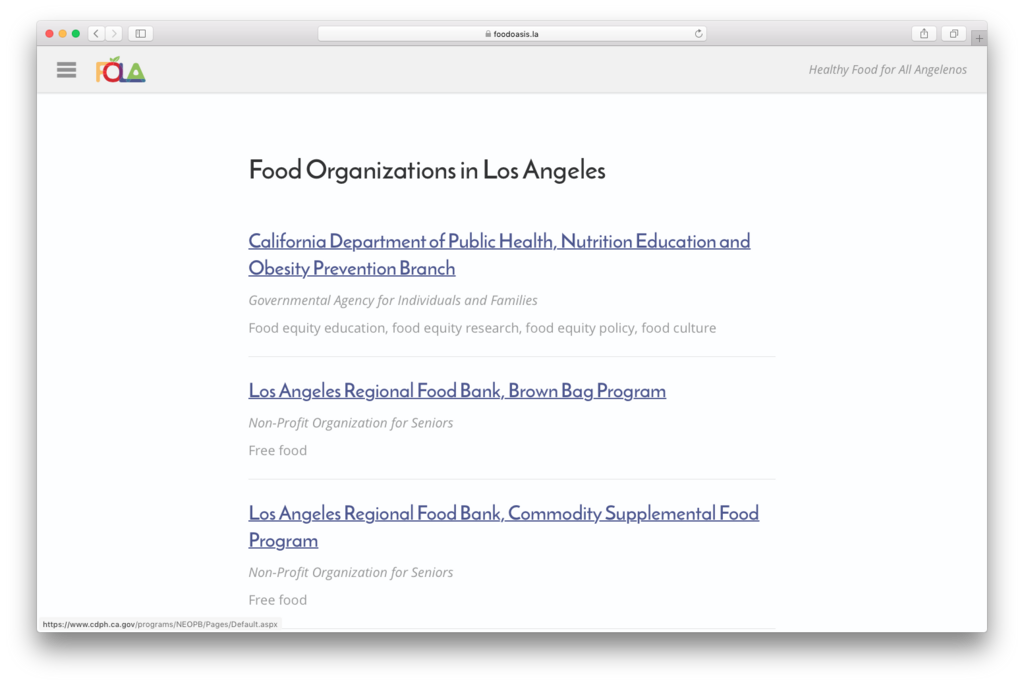 foodoasis.la
FOLA
Healthy Food for All Angelenos
Food Organizations in Los Angeles
California Department of Public Health, Nutrition Education and
Obesity Prevention Branch
Governmental Agency for Individuals and Families
Food equity education, food equity research, food equity policy, food culture
Los Angeles Regional Food Bank, Brown Bag Program
Non-Profit Organization for Seniors
Free food
Los Angeles Regional Food Bank, Commodity Supplemental Food
Program
Non-Profit Organization for Seniors
Free food
https://www.cdph.ca.gov/programs/NEOPB/Pages/Default.aspx